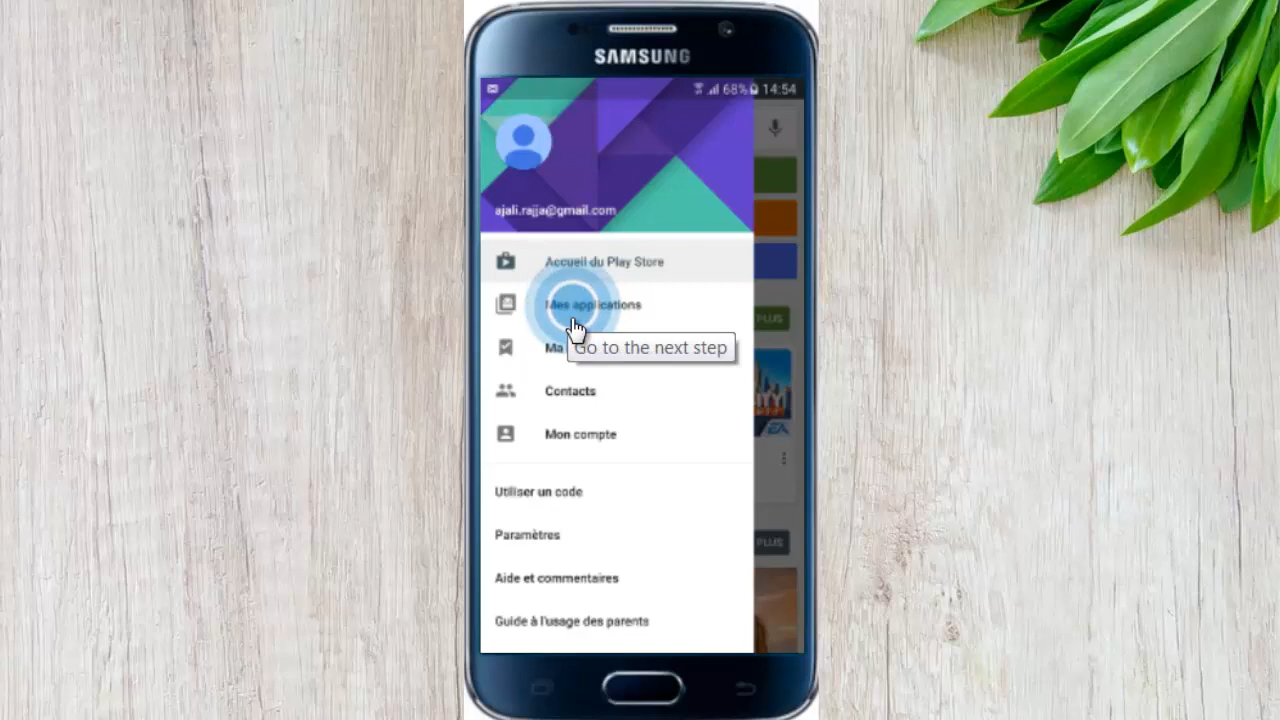 SAMSUNG
68% 14:54
ajali.rajja@gmail.com
Accueil du Play Store
Mes applications
Ma
Go to the next step
PLUS
Contacts
CITY
EA
Mon compte
Utiliser un code
Paramètres
PLUS
Aide et commentaires
Guide à l'usage des parents